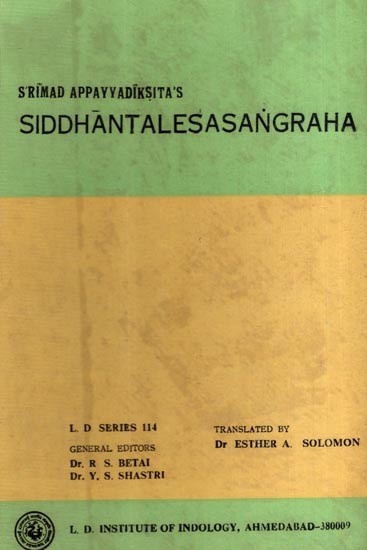 S'RĪMAD APPAYYADĪKṢITA'S
SIDDHĀNTALEŚASAṄGRAHA
L. D SERIES 114
GENERAL EDITORS
Dr. R S. BETAI
Dr. Y. S. SHASTRI
TRANSLATED BY
Dr ESTHER A. SOLOMON
L. D. INSTITUTE OF INDOLOGY, AHMEDABAD-380009